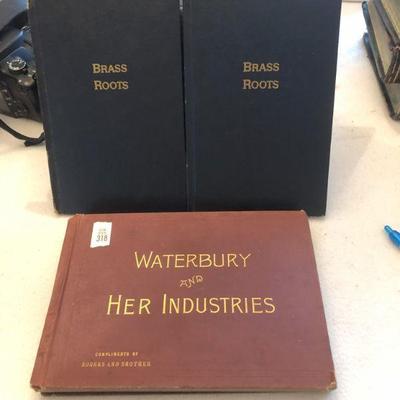 BRASS
ROOTS
BRASS
ROOTS
318
WATERBURY
AND
HER INDUSTRIES
COMPLIMENTS OF
ROGERS AND BROTHER